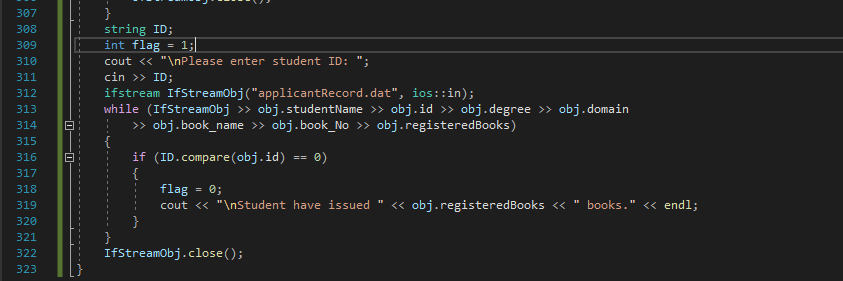 307 }
308 string ID;
309 int flag = 1;
310 cout << "\nPlease enter student ID: ";
311 cin >> ID;
312 ifstream IfStreamObj("applicantRecord.dat", ios::in);
313 while (IfStreamObj >> obj.studentName >> obj.id >> obj.degree >> obj.domain
314 >> obj.book_name >> obj.book_No >> obj.registeredBooks)
315 {
316 if (ID.compare(obj.id) == 0)
317 {
318 flag = 0;
319 cout << "\nStudent have issued " << obj.registeredBooks << " books." << endl;
320 }
321 }
322 IfStreamObj.close();
323 }